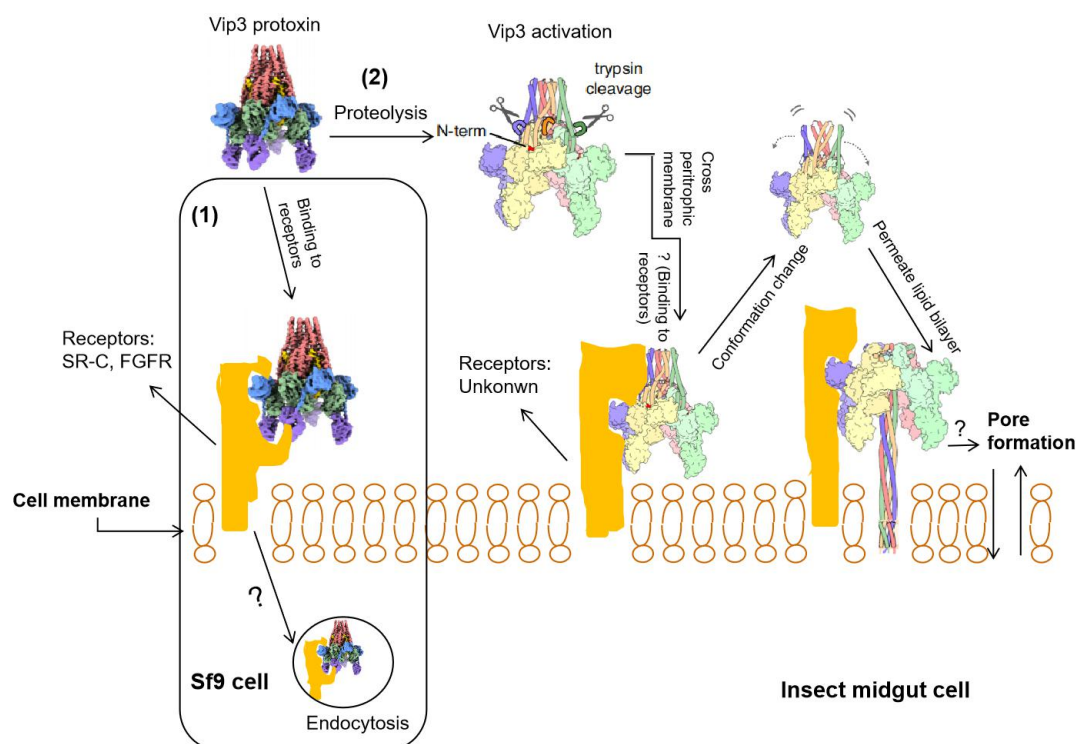 Vip3 protoxin
Vip3 activation
(2)
Proteolysis
trypsin
cleavage
N-term
Cross
peritrophic
membrane
(1)
Binding to
receptors
? (Binding to
receptors)
Conformation change
Permeate lipid bilayer
Receptors:
SR-C, FGFR
Receptors:
Unkonwn
?
Pore
formation
Cell membrane
?
Sf9 cell
Endocytosis
Insect midgut cell